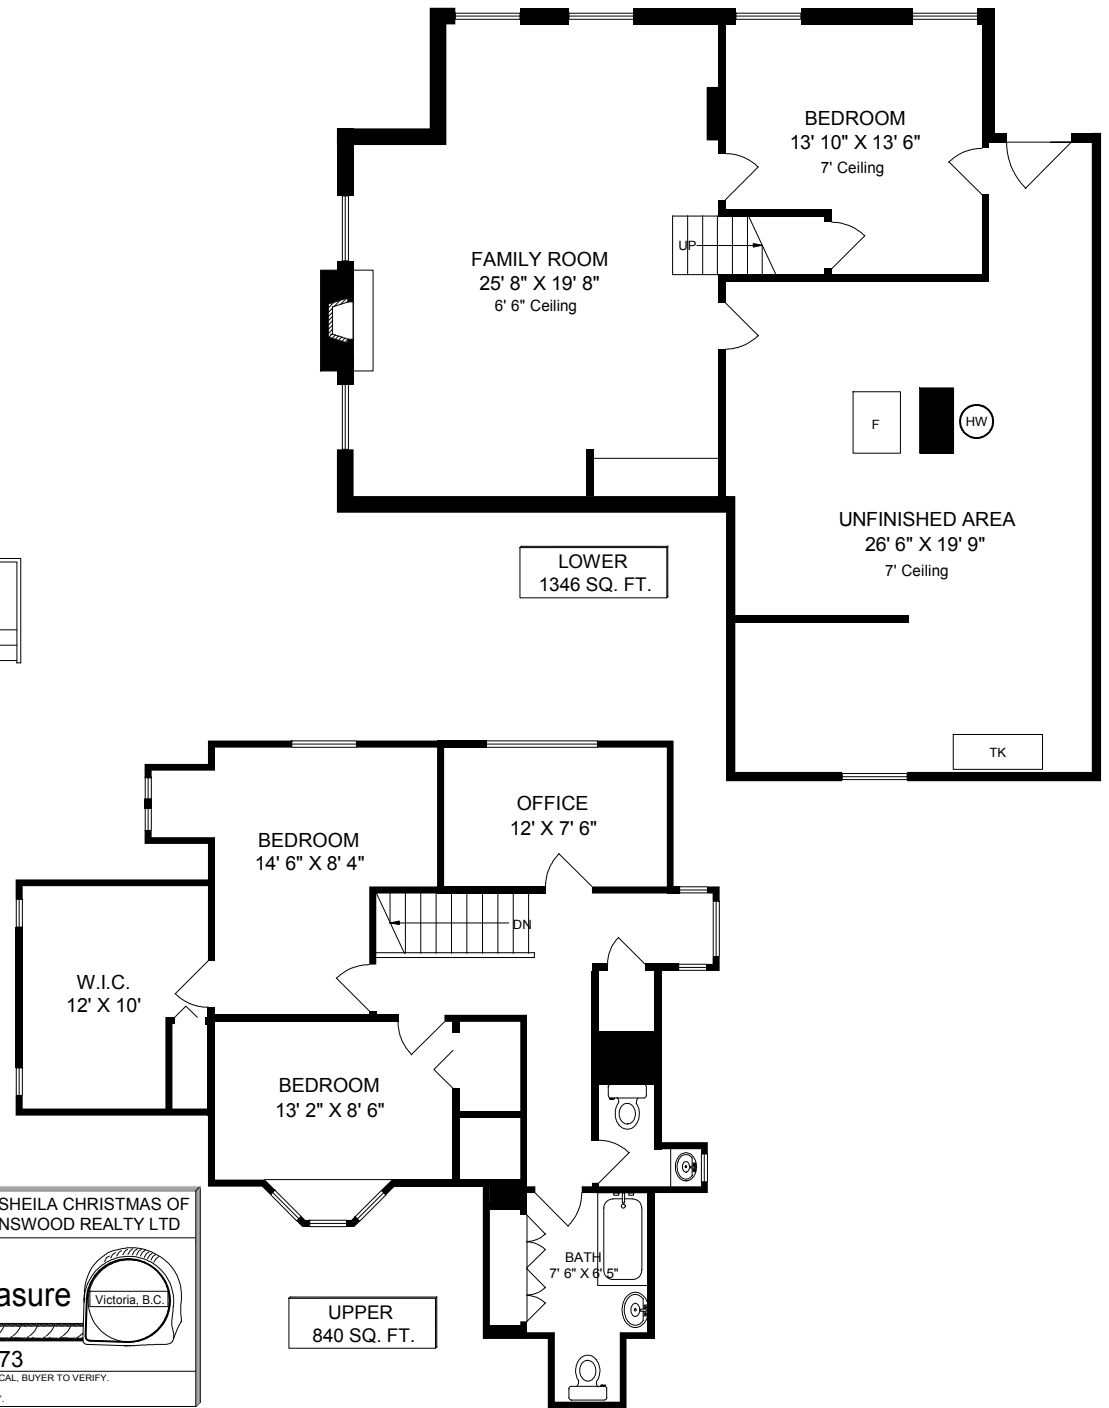 BEDROOM
13' 10" X 13' 6"
7' Ceiling
UP
FAMILY ROOM
25' 8" X 19' 8"
6' 6" Ceiling
F
HW
UNFINISHED AREA
26' 6" X 19' 9"
7' Ceiling
LOWER
1346 SQ. FT.
TK
OFFICE
12' X 7' 6"
BEDROOM
14' 6" X 8' 4"
DN
W.I.C.
12' X 10'
BEDROOM
13' 2" X 8' 6"
BATH
7' 6" X 6' 5"
UPPER
840 SQ. FT.
SHEILA CHRISTMAS OF
NSWOOD REALTY LTD
asure
Victoria, B.C.
73
CAL, BUYER TO VERIFY.